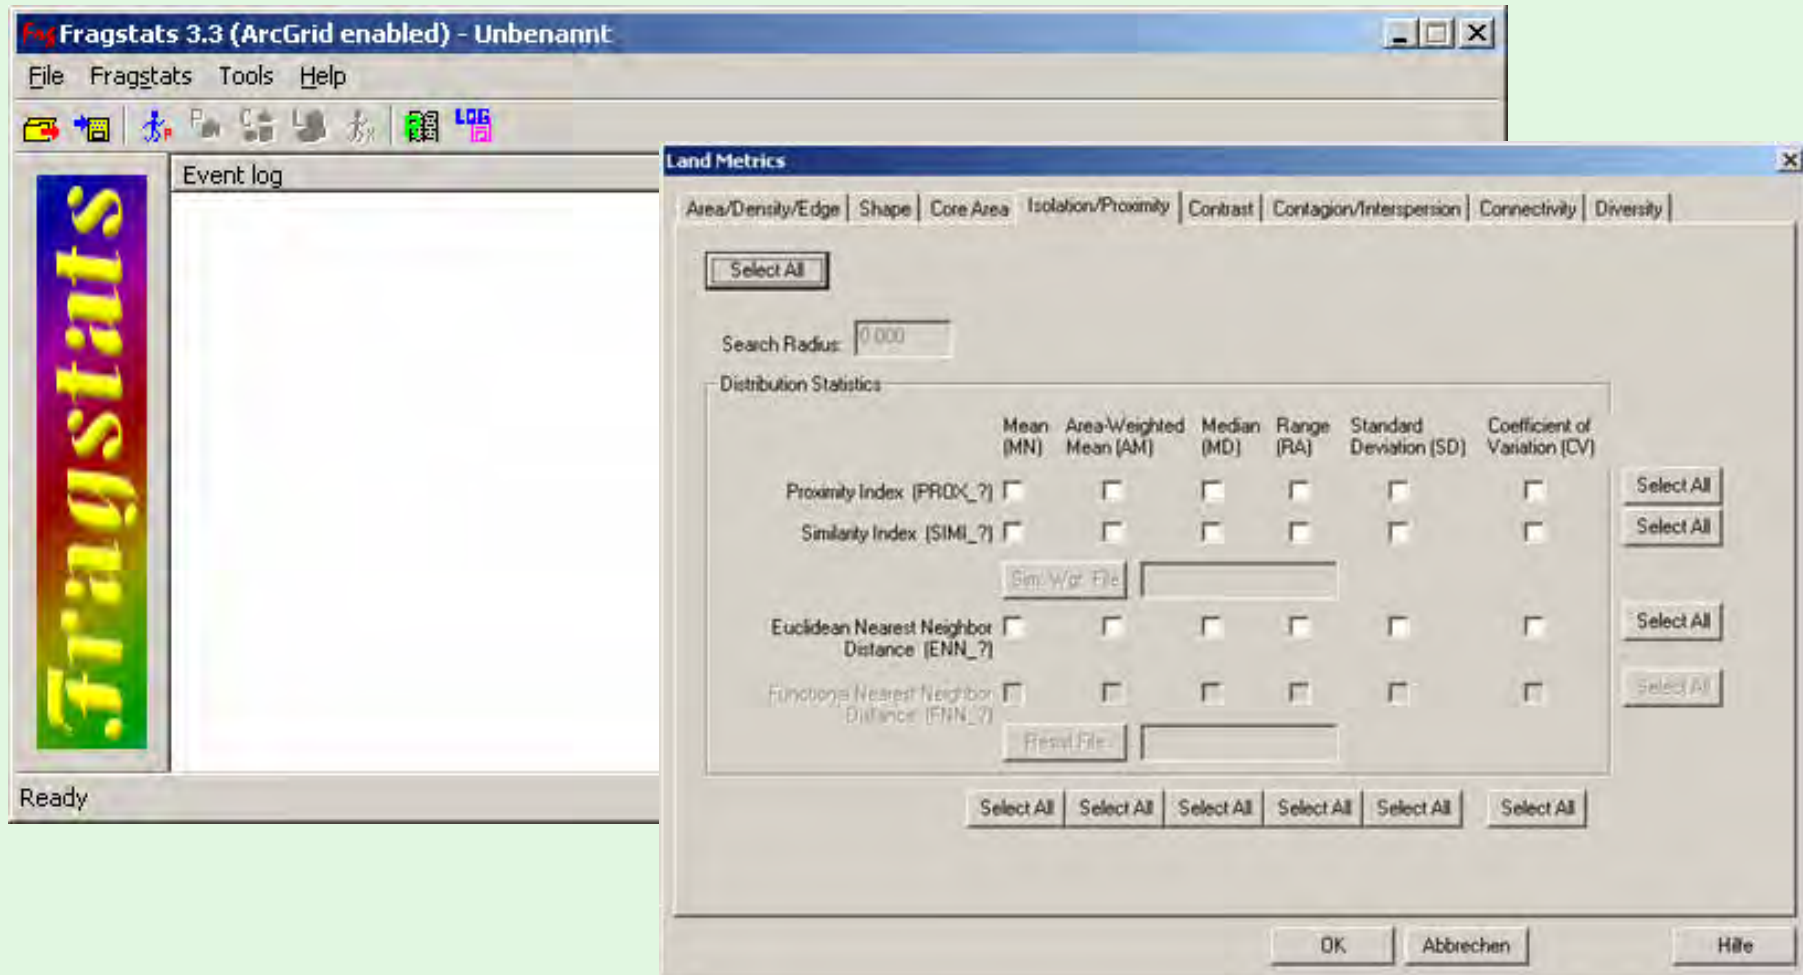 Fragstats 3.3 (ArcGrid enabled) - Unbenannt
File Fragstats Tools Help
LOG
Event log
Fragstats
Ready
Land Metrics
Area/Density/Edge Shape Core Area Isolation/Proximity Contrast Contagion/Interspersion Connectivity Diversity
Select All
Search Radius: 0.000
Distribution Statistics
Mean Area-Weighted Median Range Standard Coefficient of
(MN) Mean (AM) (MD) (RA) Deviation (SD) Variation (CV)
Proximity Index (PROX_?) Select All
Similarity Index (SIMI_?) Select All
Sim. Wgt. File
Euclidean Nearest Neighbor Select All
Distance (ENN_?)
Functional Nearest Neighbor Select All
Distance (FNN_?)
Resist File
Select All Select All Select All Select All Select All Select All
OK Abbrechen Hilfe